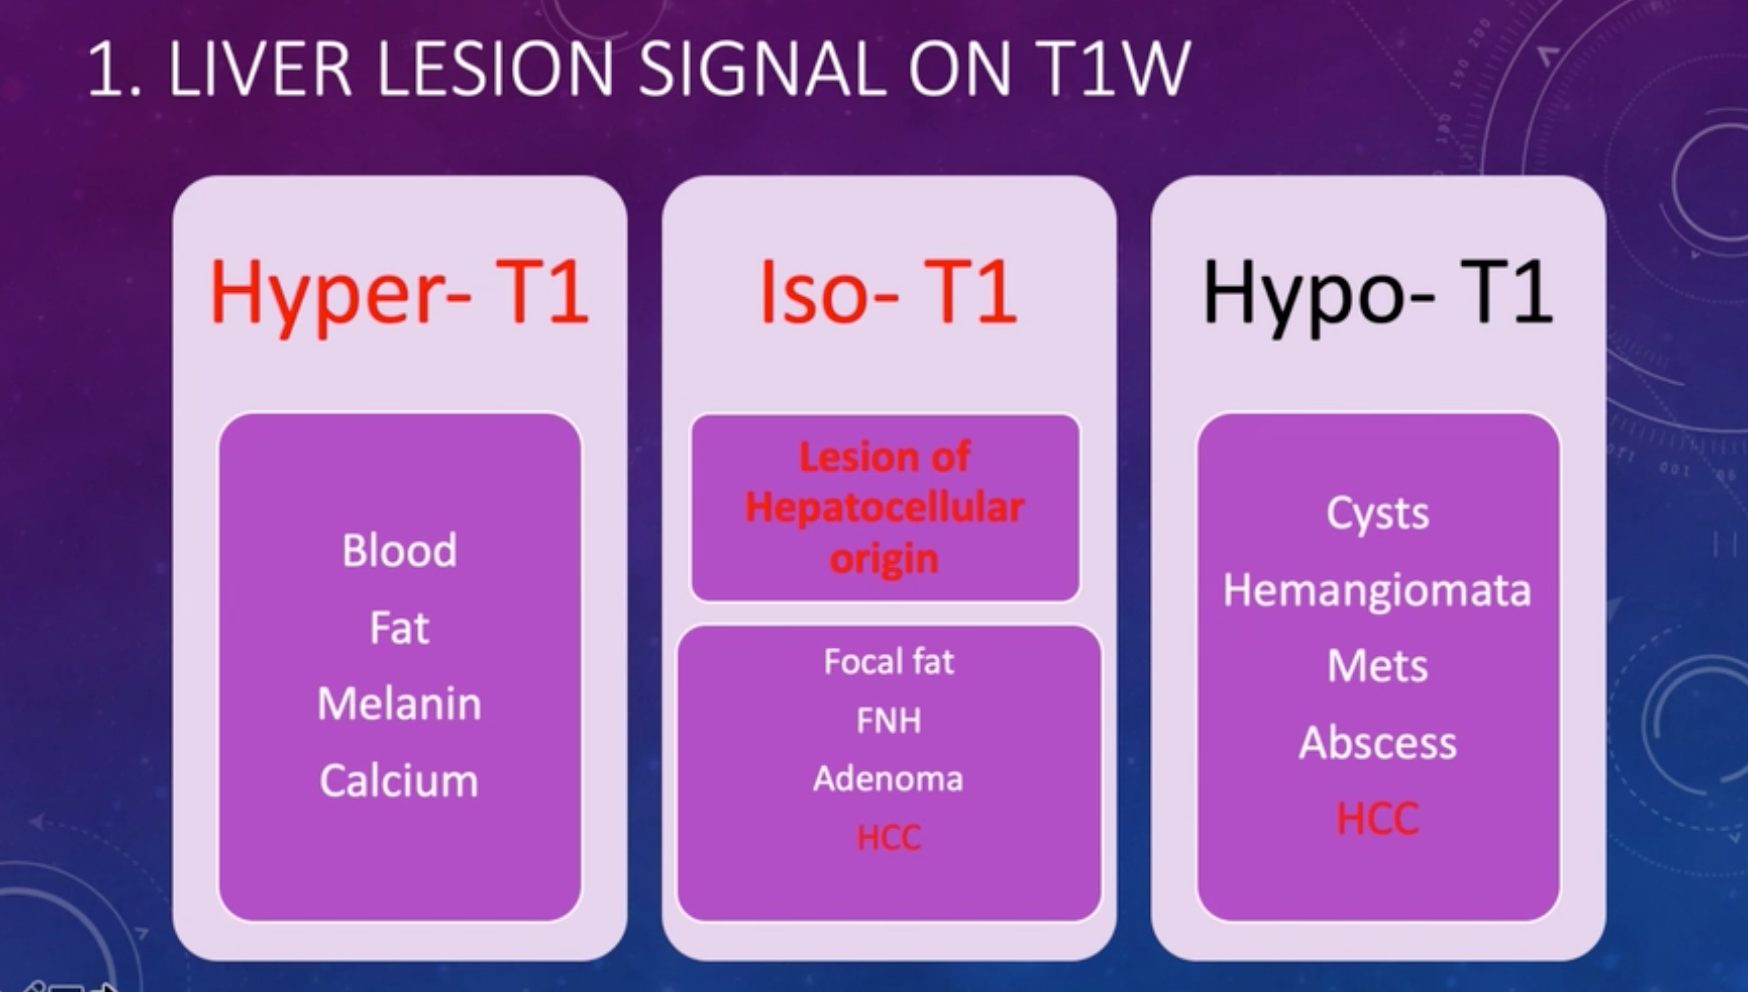 1. LIVER LESION SIGNAL ON T1W
Hyper- T1
Blood
Fat
Melanin
Calcium
Iso- T1
Lesion of
Hepatocellular
origin
Focal fat
FNH
Adenoma
HCC
Hypo- T1
Cysts
Hemangiomata
Mets
Abscess
HCC